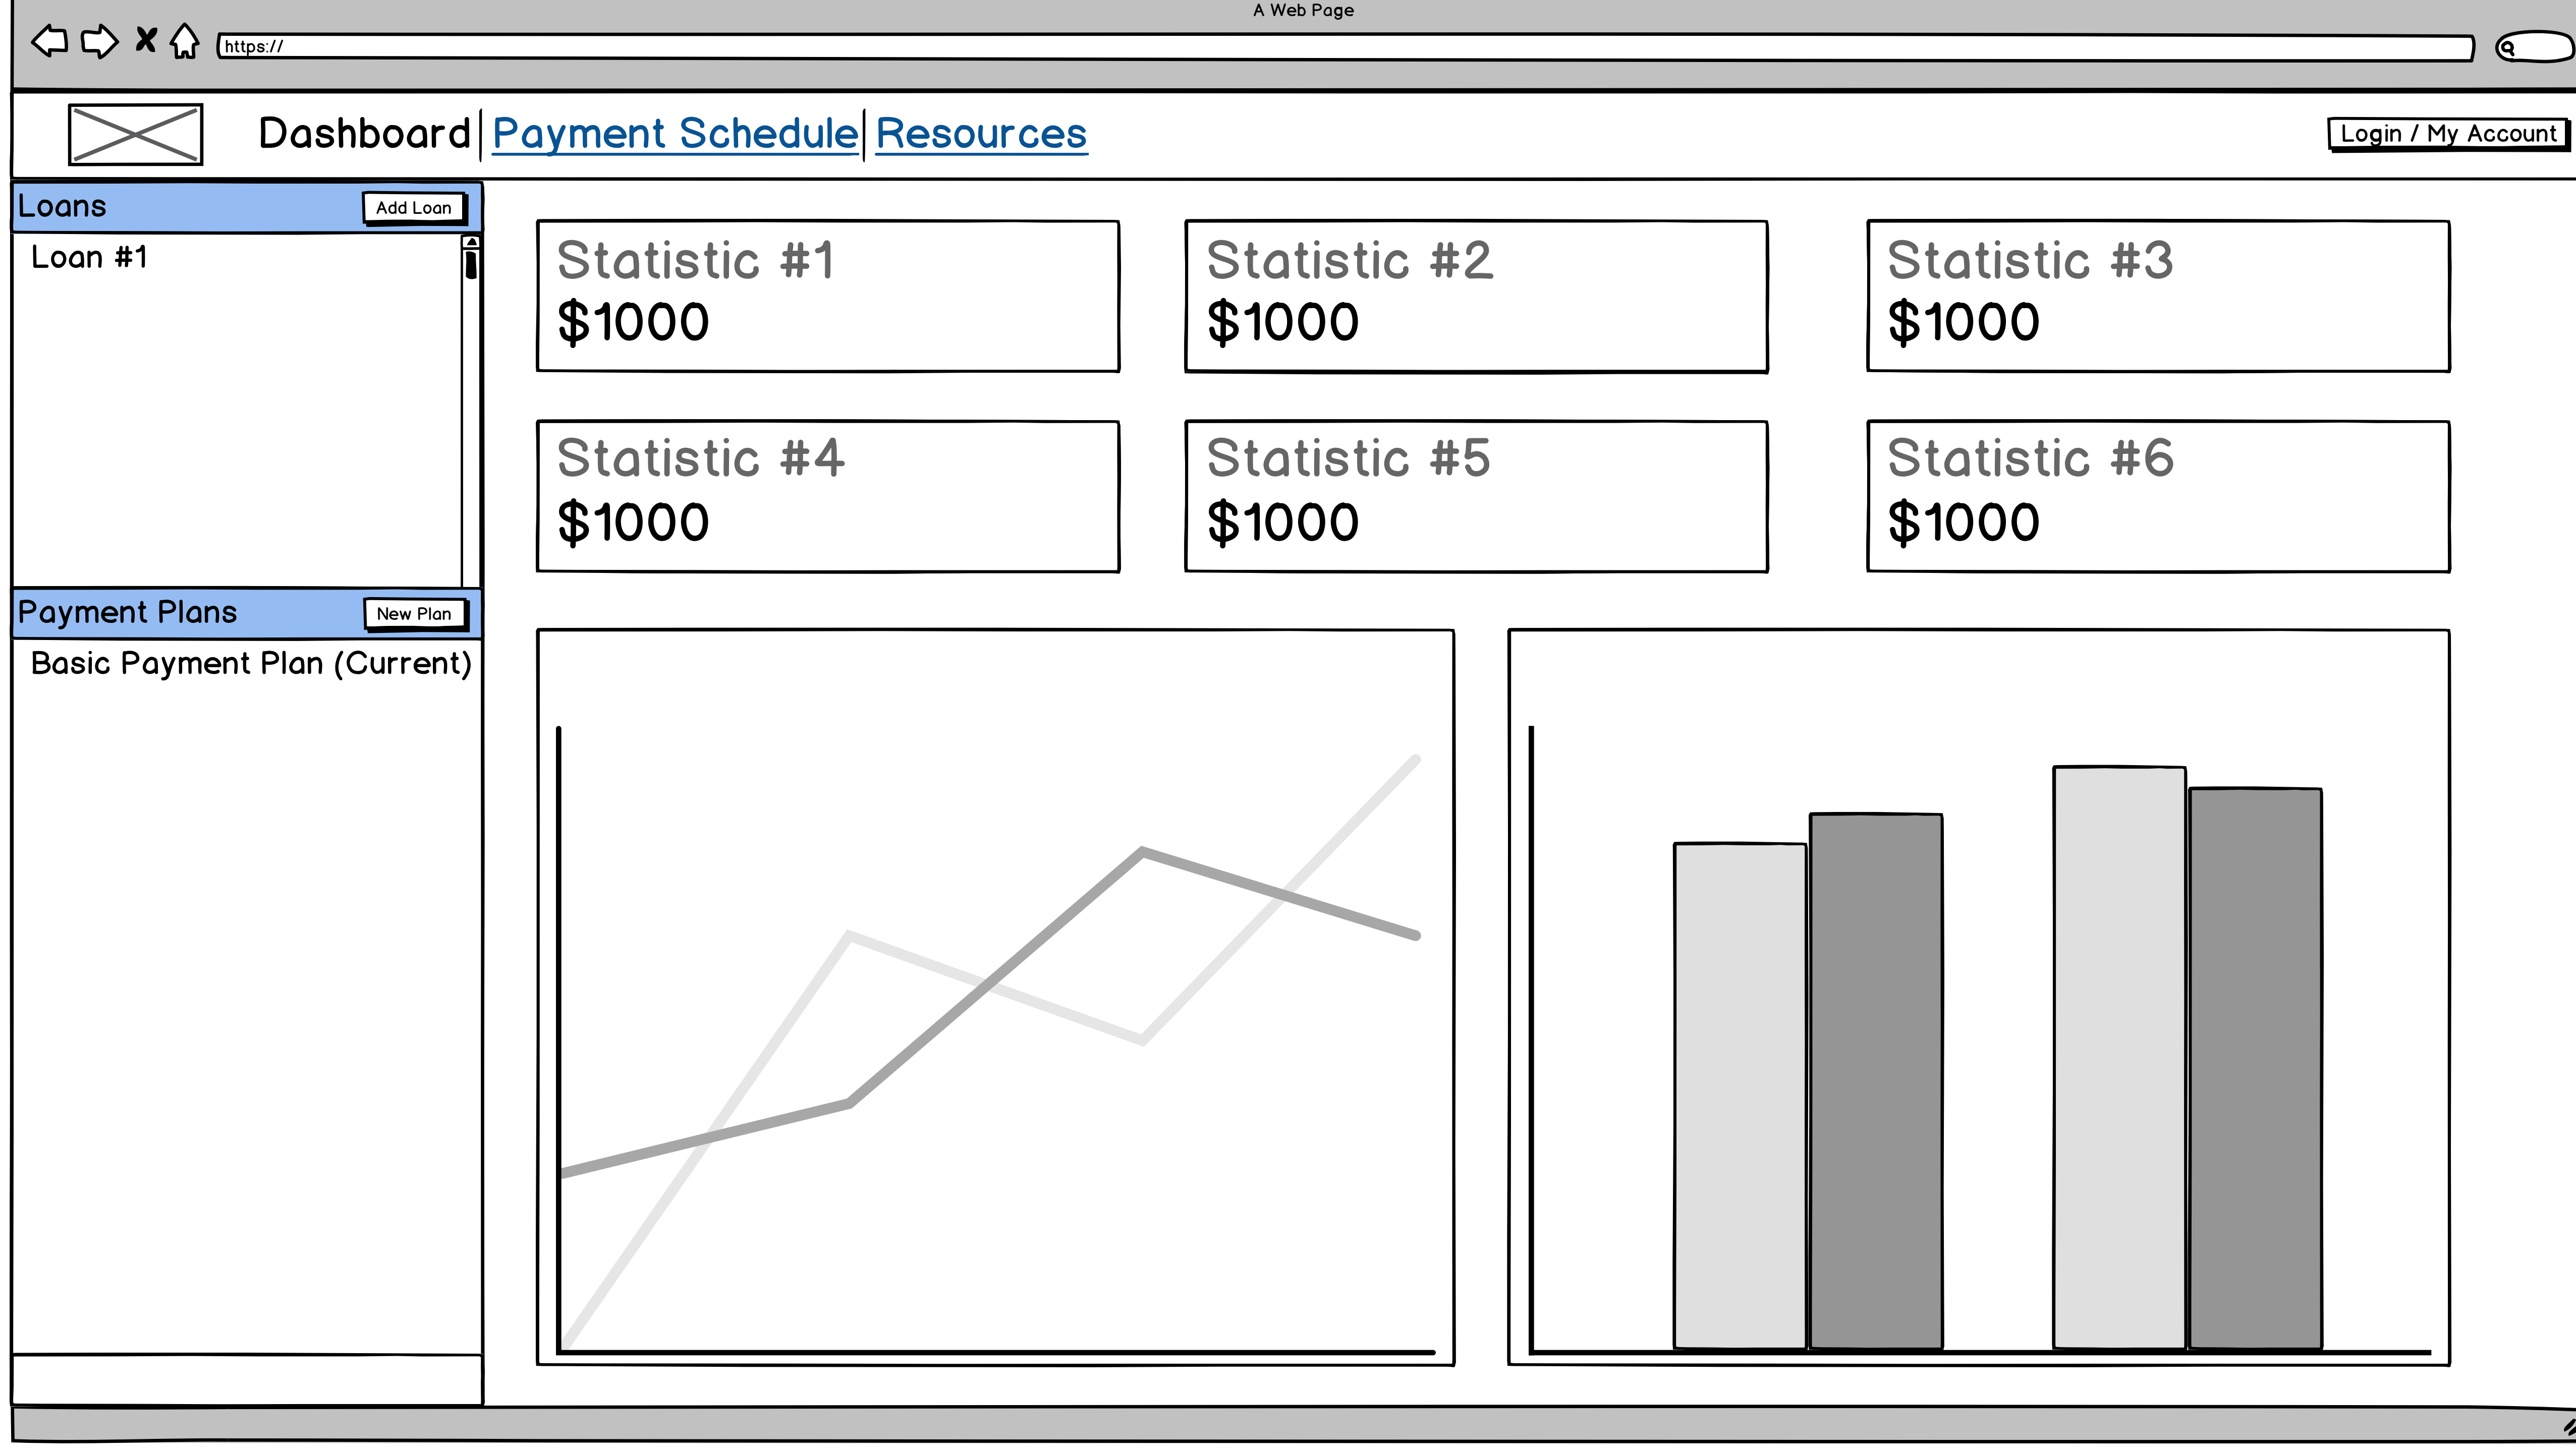 A Web Page
https://
Dashboard Payment Schedule Resources
Login / My Account
Loans
Add Loan
Loan #1
Statistic #1
$1000
Statistic #2
$1000
Statistic #3
$1000
Statistic #4
$1000
Statistic #5
$1000
Statistic #6
$1000
Payment Plans
New Plan
Basic Payment Plan (Current)